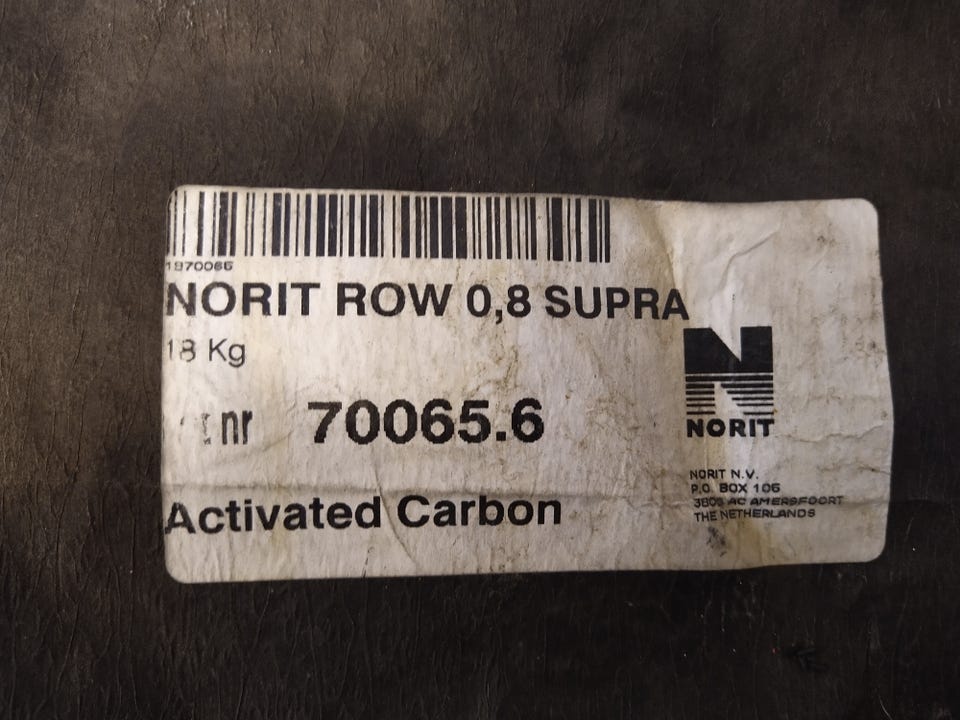 1970065
NORIT ROW 0,8 SUPRA
18 Kg
nr 70065.6
Activated Carbon
NORIT
NORIT N.V.
P.O. BOX 105
AC AMERSFOORT
THE NETHERLANDS